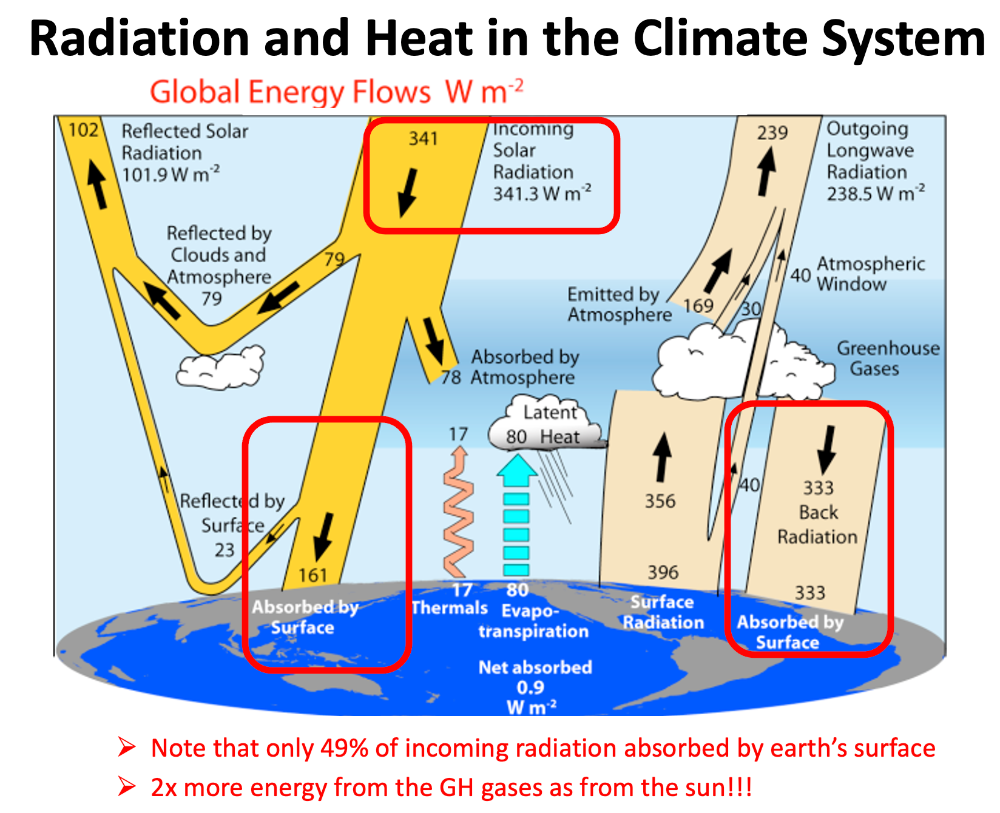 Radiation and Heat in the Climate System
Global Energy Flows W m-2
102
Reflected Solar
Radiation
101.9 W m-2
341
Incoming
Solar
Radiation
341.3 W m-2
239
Outgoing
Longwave
Radiation
238.5 W m-2
Reflected by
Clouds and
Atmosphere
79
79
Emitted by
Atmosphere
169
30
40
Atmospheric
Window
Greenhouse
Gases
78
Absorbed by
Atmosphere
17
Latent
80 Heat
Reflected by
Surface
23
161
Absorbed by
Surface
17
Thermals
80
Evapo-
transpiration
356
396
Surface
Radiation
40
333
Back
Radiation
333
Absorbed by
Surface
Net absorbed
0.9
W m-2
➢ Note that only 49% of incoming radiation absorbed by earth’s surface
➢ 2x more energy from the GH gases as from the sun!!!